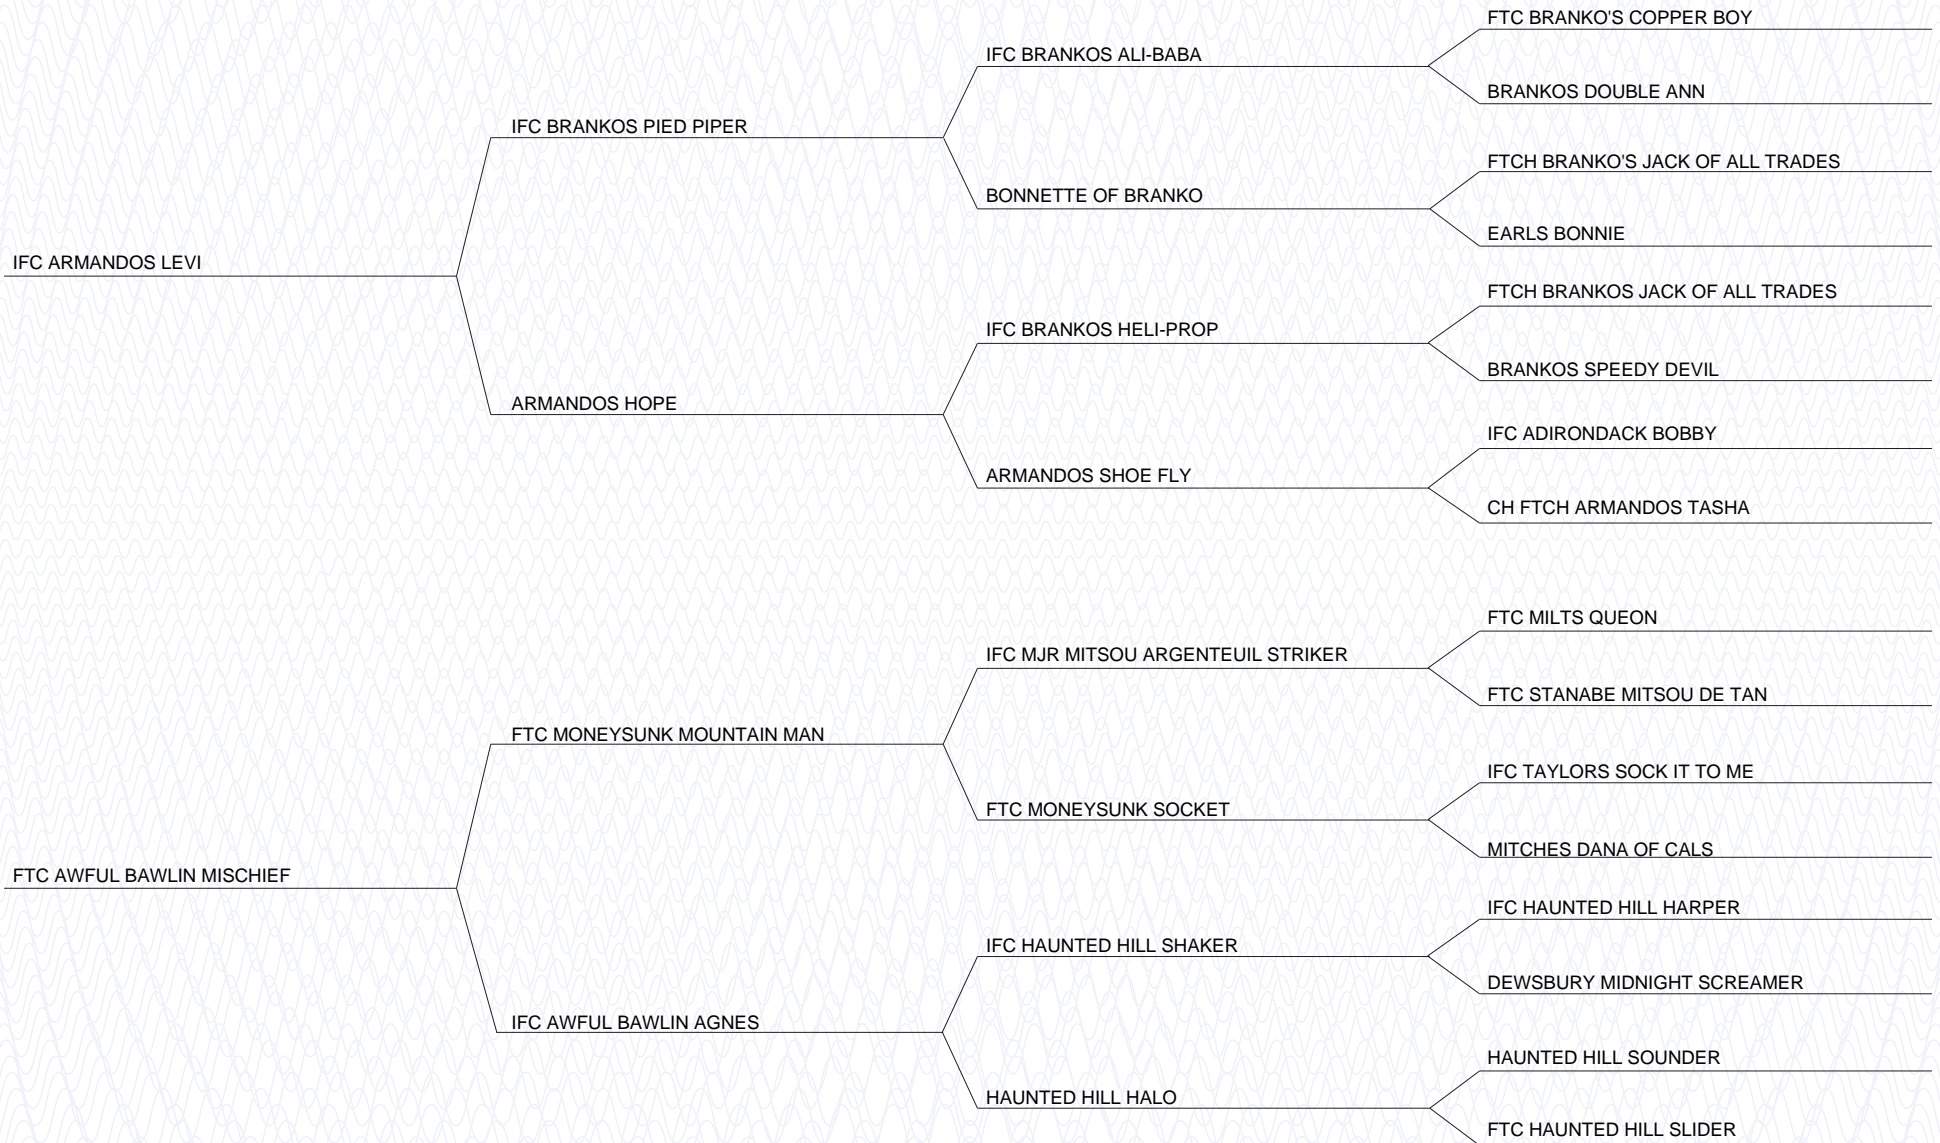 FTC BRANKO'S COPPER BOY
IFC BRANKOS ALI-BABA
BRANKOS DOUBLE ANN
IFC BRANKOS PIED PIPER
FTCH BRANKO'S JACK OF ALL TRADES
BONNETTE OF BRANKO
EARLS BONNIE
IFC ARMANDOS LEVI
FTCH BRANKOS JACK OF ALL TRADES
IFC BRANKOS HELI-PROP
BRANKOS SPEEDY DEVIL
ARMANDOS HOPE
IFC ADIRONDACK BOBBY
ARMANDOS SHOE FLY
CH FTCH ARMANDOS TASHA
FTC MILTS QUEON
IFC MJR MITSOU ARGENTEUIL STRIKER
FTC STANABE MITSOU DE TAN
FTC MONEYSUNK MOUNTAIN MAN
IFC TAYLORS SOCK IT TO ME
FTC MONEYSUNK SOCKET
MITCHES DANA OF CALS
FTC AWFUL BAWLIN MISCHIEF
IFC HAUNTED HILL HARPER
IFC HAUNTED HILL SHAKER
DEWSBURY MIDNIGHT SCREAMER
IFC AWFUL BAWLIN AGNES
HAUNTED HILL SOUNDER
HAUNTED HILL HALO
FTC HAUNTED HILL SLIDER